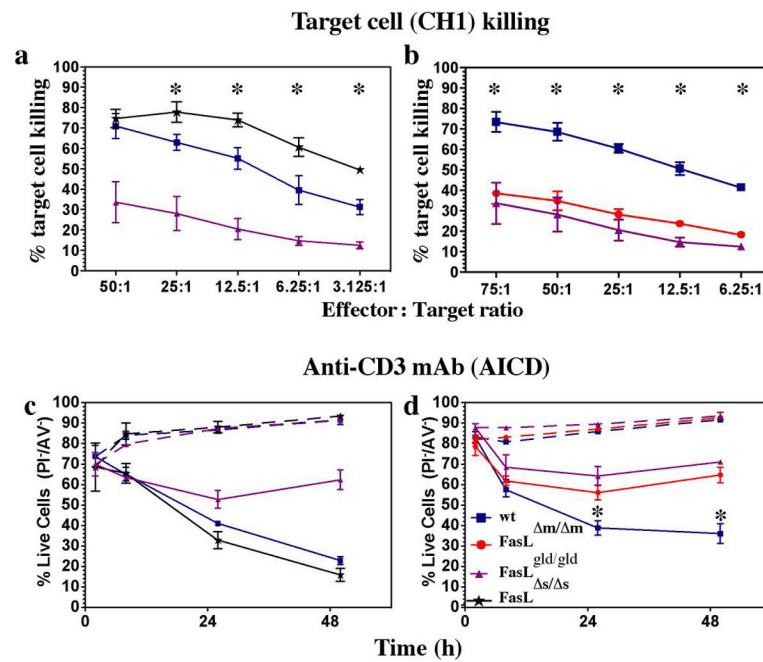 Target cell (CH1) killing
a
b
*
*
*
*
*
*
*
*
*
% target cell killing
100
90
80
70
60
50
40
30
20
10
0
50:1 25:1 12.5:1 6.25:1 3.125:1
% target cell killing
100
90
80
70
60
50
40
30
20
10
0
75:1 50:1 25:1 12.5:1 6.25:1
Effector : Target ratio
Anti-CD3 mAb (AICD)
c
d
% Live Cells (PI-/AV-)
100
90
80
70
60
50
40
30
20
10
0
0 24 48
% Live Cells (PI-/AV-)
100
90
80
70
60
50
40
30
20
10
0
*
*
wt
FasL Δm/Δm
FasL gld/gld
FasL Δs/Δs
0 24 48
Time (h)